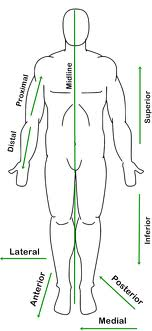 Midline
Proximal
Superior
Distal
Inferior
Lateral
Anterior
Posterior
Medial